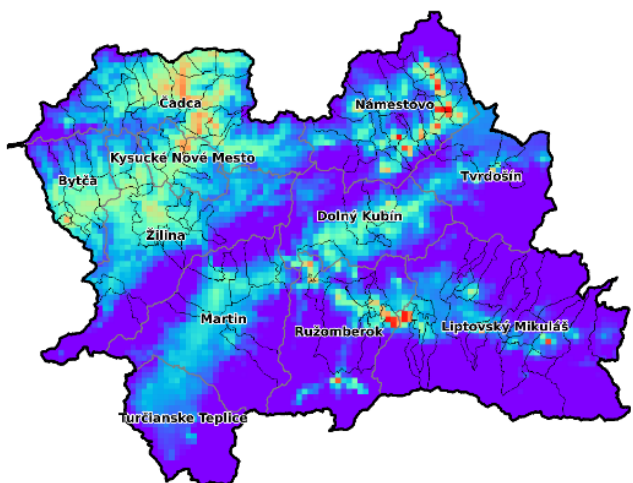 Čadca
Námestovo
Kysucké Nové Mesto
Bytča
Tvrdošín
Dolný Kubín
Žilina
Martin
Ružomberok
Liptovský Mikuláš
Turčianske Teplice